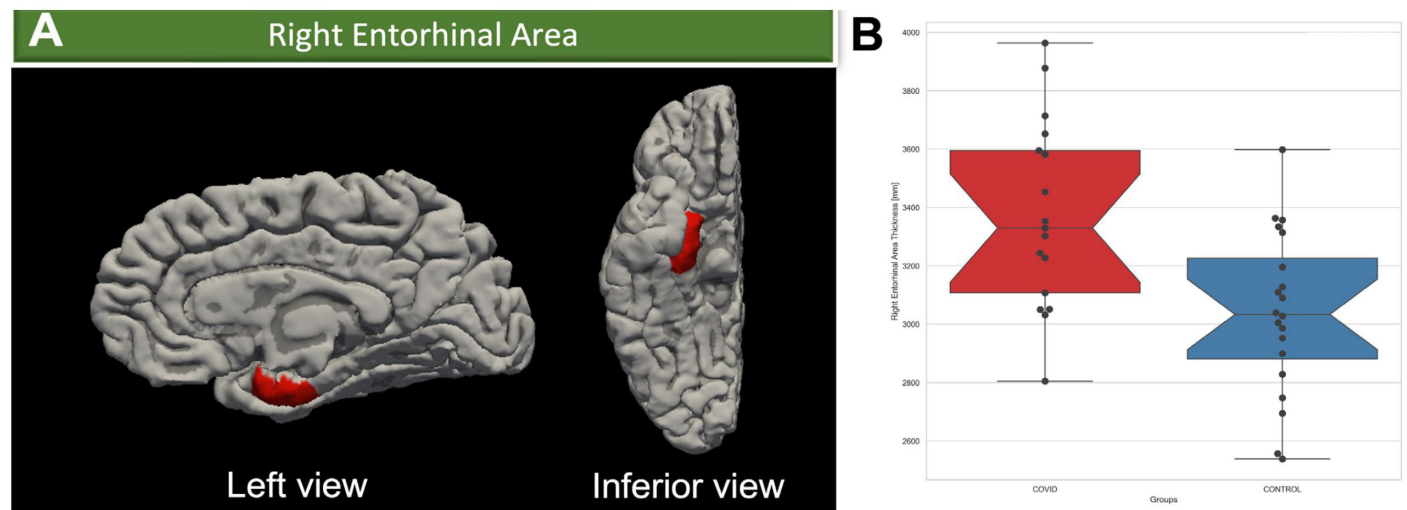 A
Right Entorhinal Area
Left view
Inferior view
B
Right Entorhinal Area Thickness [mm]
4000
3800
3600
3400
3200
3000
2800
2600
COVID
CONTROL
Groups